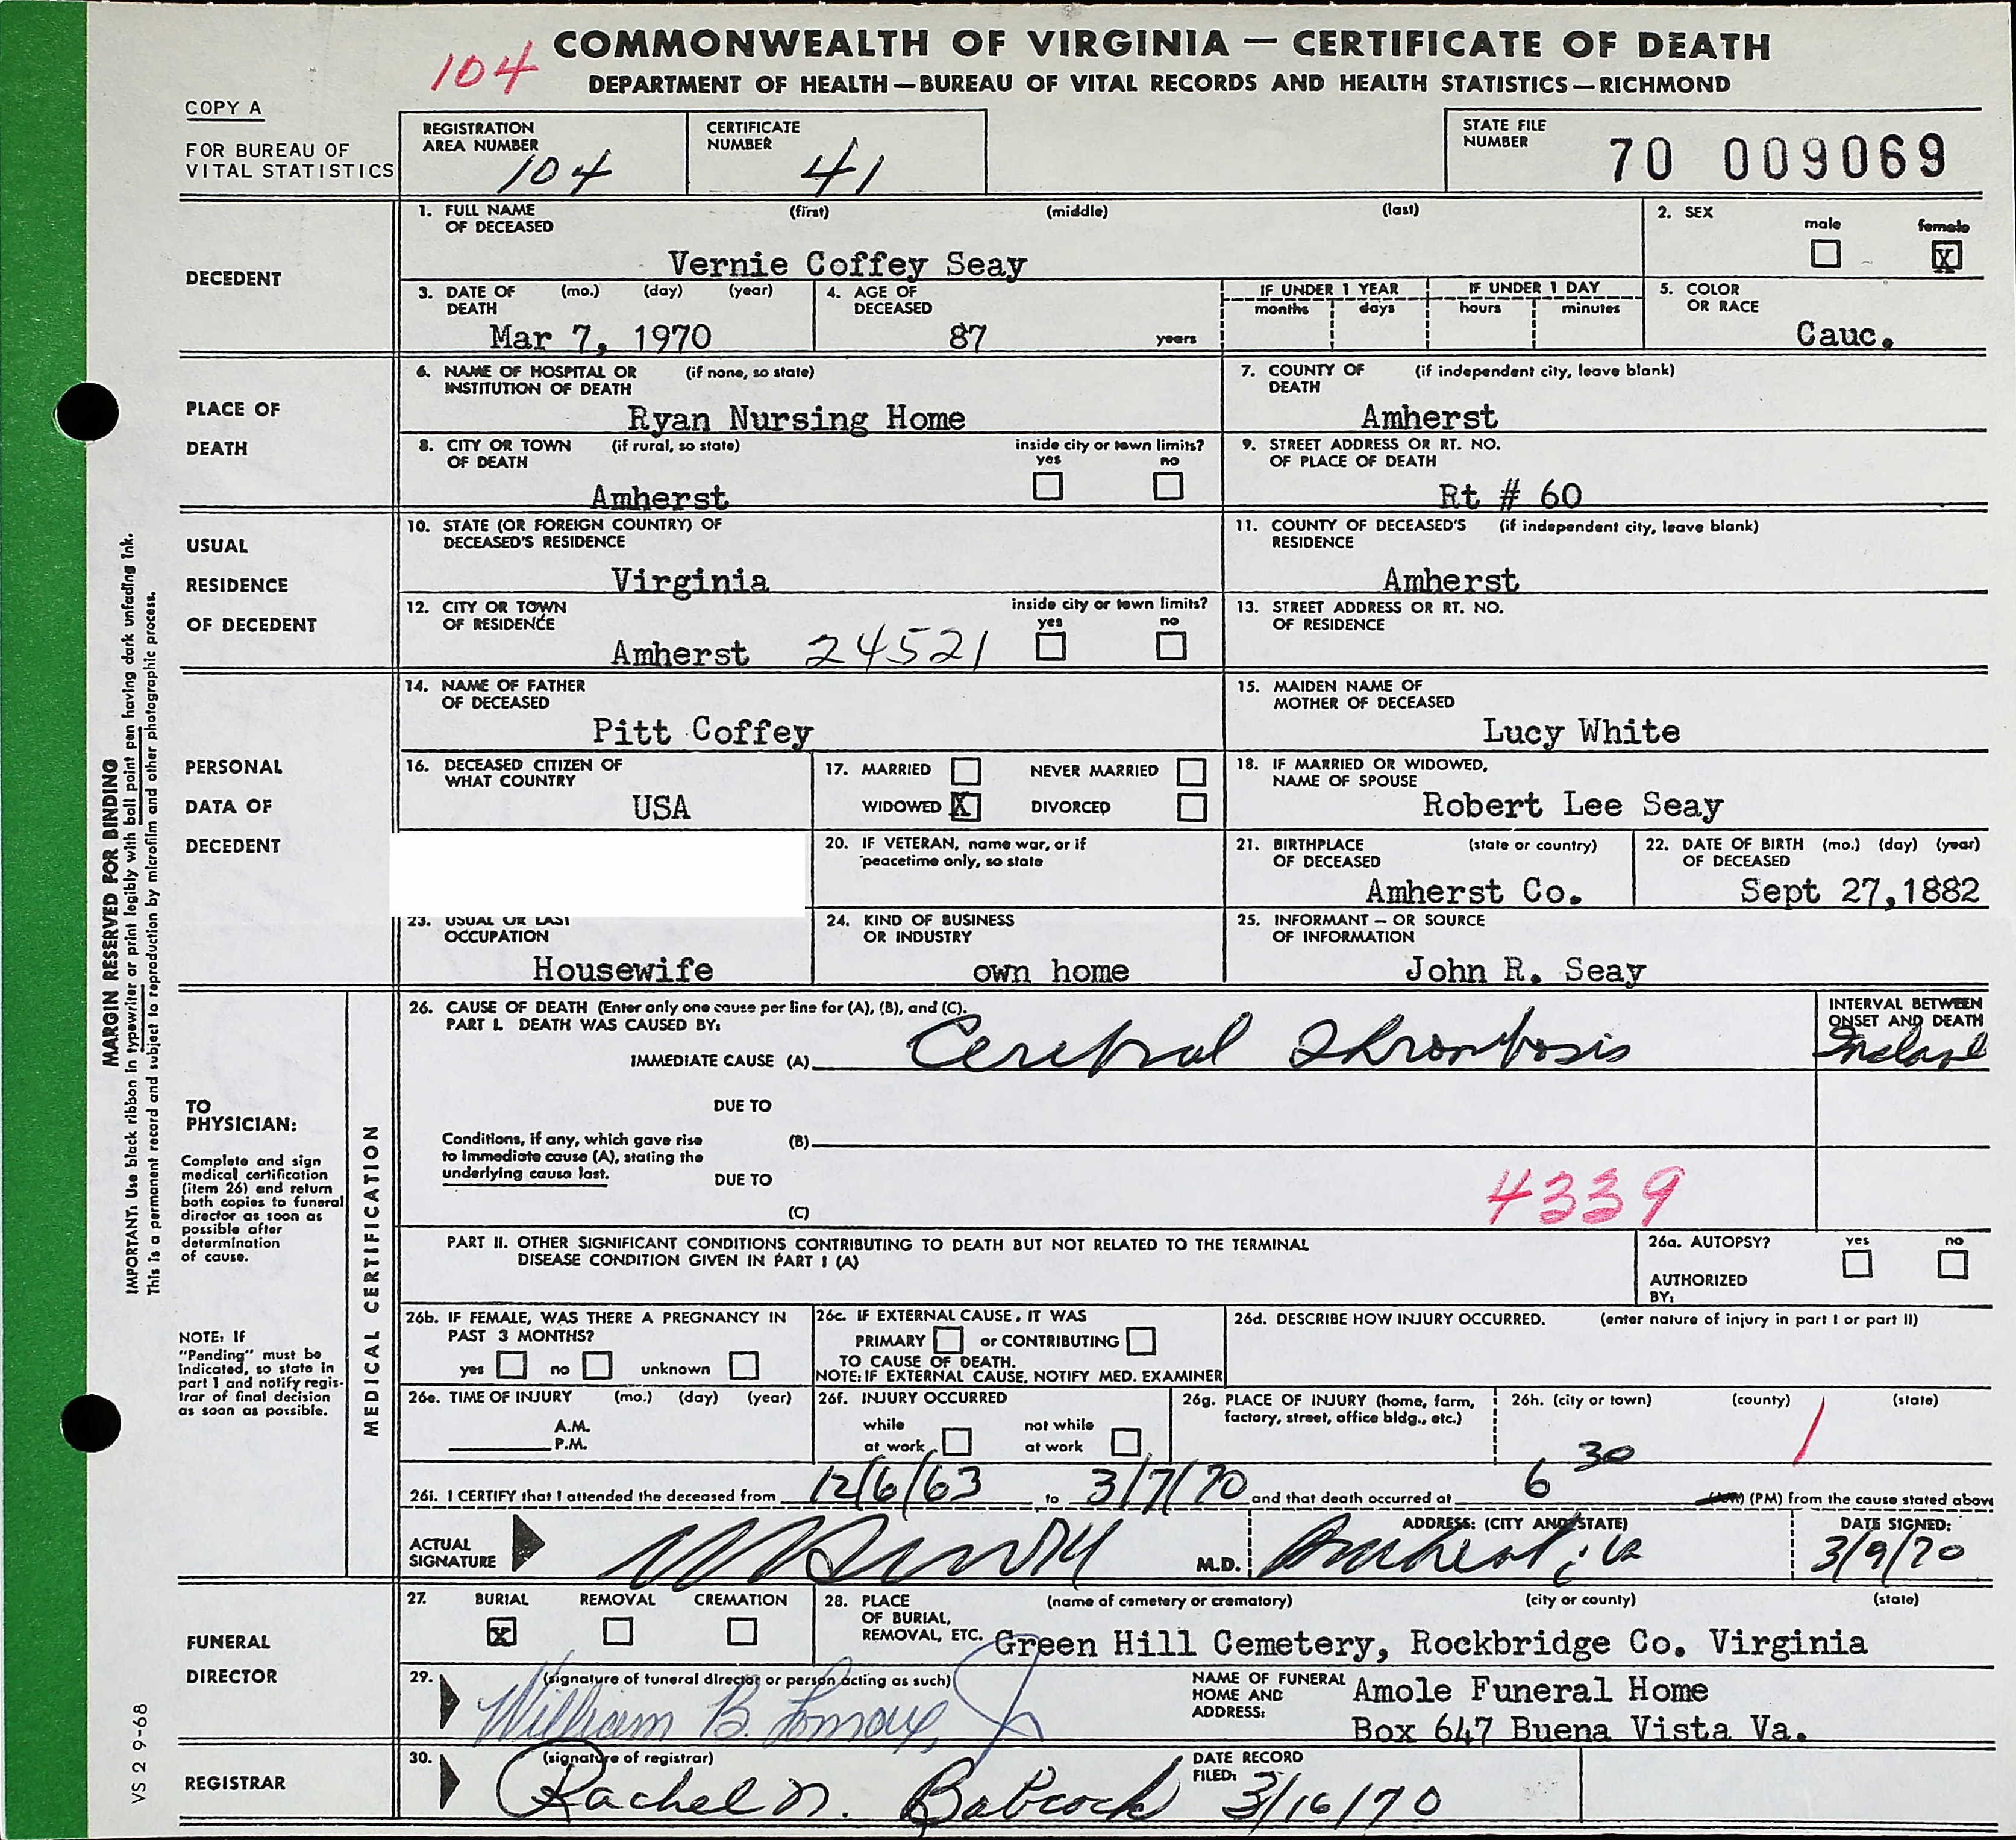 104
COMMONWEALTH OF VIRGINIA — CERTIFICATE OF DEATH
DEPARTMENT OF HEALTH—BUREAU OF VITAL RECORDS AND HEALTH STATISTICS—RICHMOND
COPY A
FOR BUREAU OF
VITAL STATISTICS
REGISTRATION
AREA NUMBER
104
CERTIFICATE
NUMBER
41
STATE FILE
NUMBER
70 009069
DECEDENT
1. FULL NAME (first) (middle) (last)
OF DECEASED
Vernie Coffey Seay
2. SEX
male female
X
3. DATE OF (mo.) (day) (year)
DEATH
Mar 7, 1970
4. AGE OF
DECEASED
87 years
IF UNDER 1 YEAR IF UNDER 1 DAY
months days hours minutes
5. COLOR
OR RACE
Cauc.
PLACE OF
DEATH
6. NAME OF HOSPITAL OR (if none, so state)
INSTITUTION OF DEATH
Ryan Nursing Home
7. COUNTY OF (if independent city, leave blank)
DEATH
Amherst
8. CITY OR TOWN (if rural, so state) inside city or town limits?
OF DEATH yes no
Amherst
9. STREET ADDRESS OR RT. NO.
OF PLACE OF DEATH
Rt # 60
USUAL
RESIDENCE
OF DECEDENT
10. STATE (OR FOREIGN COUNTRY) OF
DECEASED'S RESIDENCE
Virginia
11. COUNTY OF DECEASED'S (if independent city, leave blank)
RESIDENCE
Amherst
12. CITY OR TOWN inside city or town limits?
OF RESIDENCE yes no
Amherst 24521
13. STREET ADDRESS OR RT. NO.
OF RESIDENCE
PERSONAL
DATA OF
DECEDENT
14. NAME OF FATHER
OF DECEASED
Pitt Coffey
15. MAIDEN NAME OF
MOTHER OF DECEASED
Lucy White
16. DECEASED CITIZEN OF
WHAT COUNTRY
USA
17. MARRIED NEVER MARRIED
WIDOWED X DIVORCED
18. IF MARRIED OR WIDOWED,
NAME OF SPOUSE
Robert Lee Seay
20. IF VETERAN, name war, or if
peacetime only, so state
21. BIRTHPLACE (state or country)
OF DECEASED
Amherst Co.
22. DATE OF BIRTH (mo.) (day) (year)
OF DECEASED
Sept 27,1882
23. USUAL OR LAST
OCCUPATION
Housewife
24. KIND OF BUSINESS
OR INDUSTRY
own home
25. INFORMANT — OR SOURCE
OF INFORMATION
John R. Seay
MARGIN RESERVED FOR BINDING
IMPORTANT: Use black ribbon in typewriter or print legibly with ball point pen having dark unfading ink.
This is a permanent record and subject to reproduction by microfilm and other photographic process.
TO
PHYSICIAN:
Complete and sign
medical certification
(item 26) and return
both copies to funeral
director as soon as
possible after
determination
of cause.
NOTE: If
"Pending" must be
indicated, so state in
part 1 and notify regis-
trar of final decision
as soon as possible.
MEDICAL CERTIFICATION
26. CAUSE OF DEATH (Enter only one cause per line for (A), (B), and (C).
PART I. DEATH WAS CAUSED BY:
IMMEDIATE CAUSE (A) Cerebral Thrombosis
INTERVAL BETWEEN
ONSET AND DEATH
DUE TO
Conditions, if any, which gave rise (B)
to immediate cause (A), stating the
underlying cause last.
DUE TO
(C)
4339
PART II. OTHER SIGNIFICANT CONDITIONS CONTRIBUTING TO DEATH BUT NOT RELATED TO THE TERMINAL
DISEASE CONDITION GIVEN IN PART I (A)
26a. AUTOPSY? yes no
AUTHORIZED
BY:
26b. IF FEMALE, WAS THERE A PREGNANCY IN
PAST 3 MONTHS?
yes no unknown
26c. IF EXTERNAL CAUSE, IT WAS
PRIMARY or CONTRIBUTING
TO CAUSE OF DEATH.
NOTE: IF EXTERNAL CAUSE, NOTIFY MED. EXAMINER
26d. DESCRIBE HOW INJURY OCCURRED. (enter nature of injury in part I or part II)
26e. TIME OF INJURY (mo.) (day) (year)
A.M.
P.M.
26f. INJURY OCCURRED
while not while
at work at work
26g. PLACE OF INJURY (home, farm,
factory, street, office bldg., etc.)
26h. (city or town) (county) (state)
26i. I CERTIFY that I attended the deceased from 12/6/63 to 3/7/70 and that death occurred at 6 30 (PM) from the cause stated above
ACTUAL
SIGNATURE
M.D.
ADDRESS: (CITY AND STATE)
Amherst, Va
DATE SIGNED:
3/9/70
FUNERAL
DIRECTOR
27. BURIAL REMOVAL CREMATION
x
28. PLACE (name of cemetery or crematory) (city or county) (state)
OF BURIAL,
REMOVAL, ETC. Green Hill Cemetery, Rockbridge Co. Virginia
29. (signature of funeral director or person acting as such)
William B. Lomax, Jr
NAME OF FUNERAL
HOME AND
ADDRESS:
Amole Funeral Home
Box 647 Buena Vista Va.
REGISTRAR
30. (signature of registrar)
Rachel N. Babcock
DATE RECORD
FILED:
3/16/70
VS 2 9-68